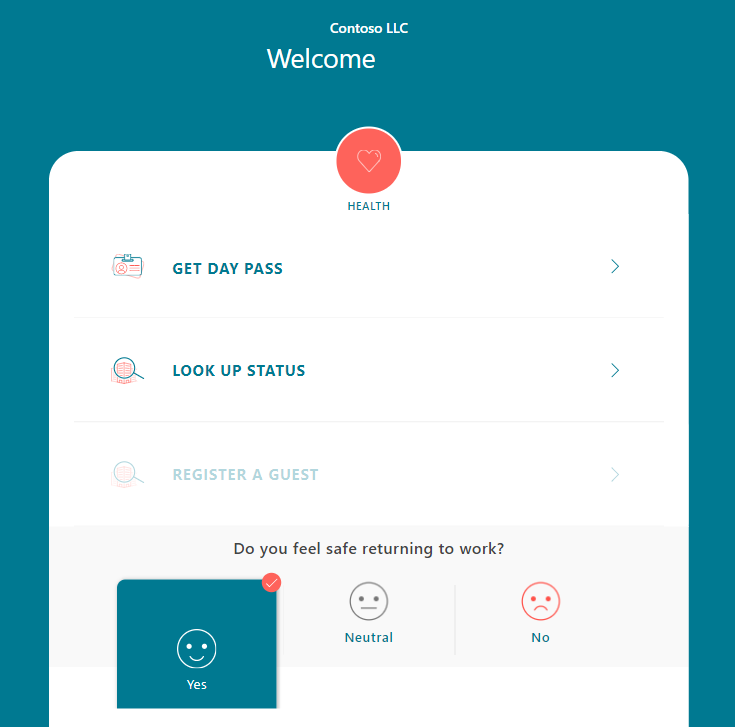 Contoso LLC
Welcome
HEALTH
GET DAY PASS
LOOK UP STATUS
REGISTER A GUEST
Do you feel safe returning to work?
Yes
Neutral
No